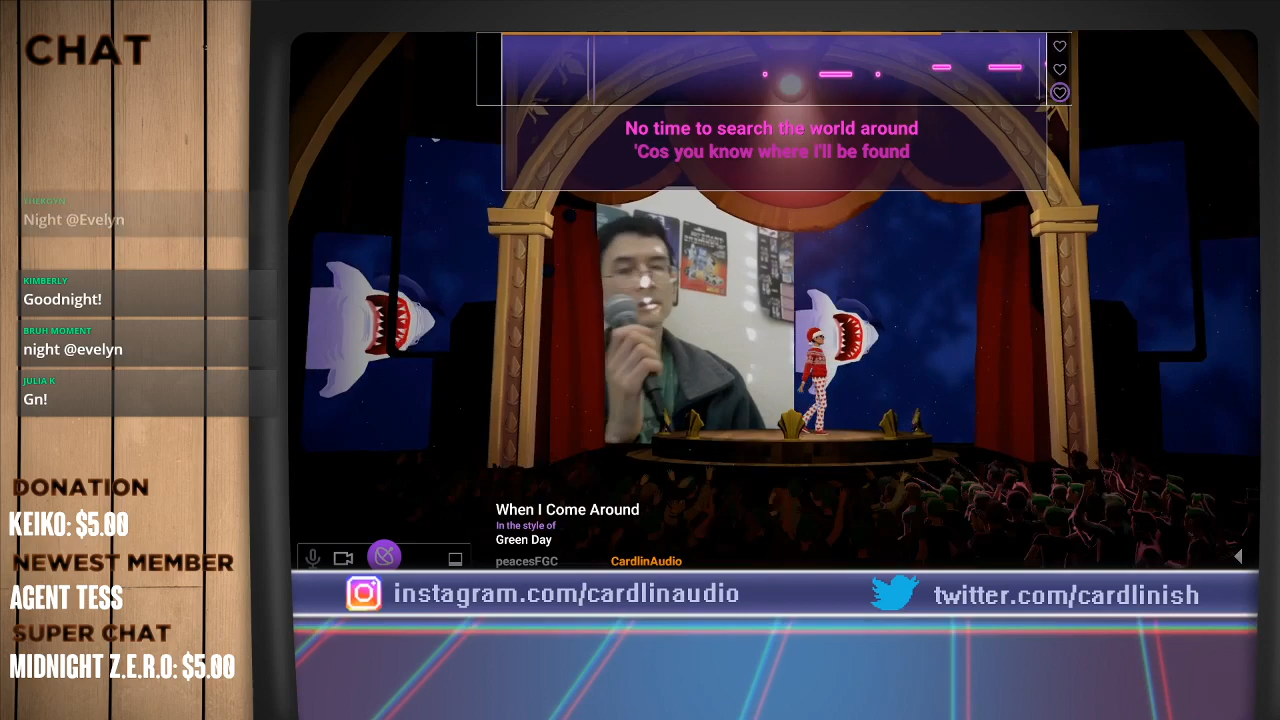 CHAT
Night @Evelyn
KIMBERLY
Goodnight!
BRUH MOMENT
night @evelyn
JULIA K
Gn!
DONATION
KEIKO: $5.00
NEWEST MEMBER
AGENT TESS
SUPER CHAT
MIDNIGHT Z.E.R.O: $5.00
No time to search the world around
'Cos you know where I'll be found
When I Come Around
In the style of
Green Day
peacesFGC
CardlinAudio
instagram.com/cardlinaudio
twitter.com/cardlinish